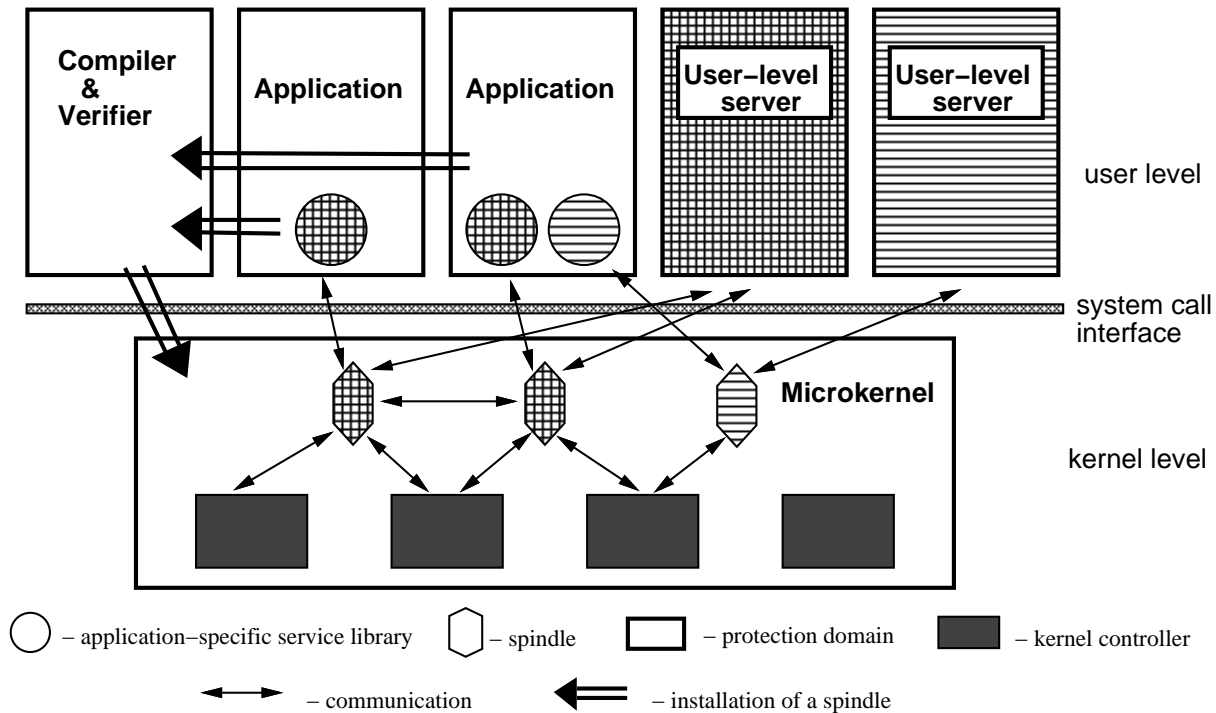 Compiler
&
Verifier
Application
Application
User−level
server
User−level
server
user level
system call
interface
Microkernel
kernel level
− application−specific service library
− spindle
− protection domain
− kernel controller
− communication
− installation of a spindle